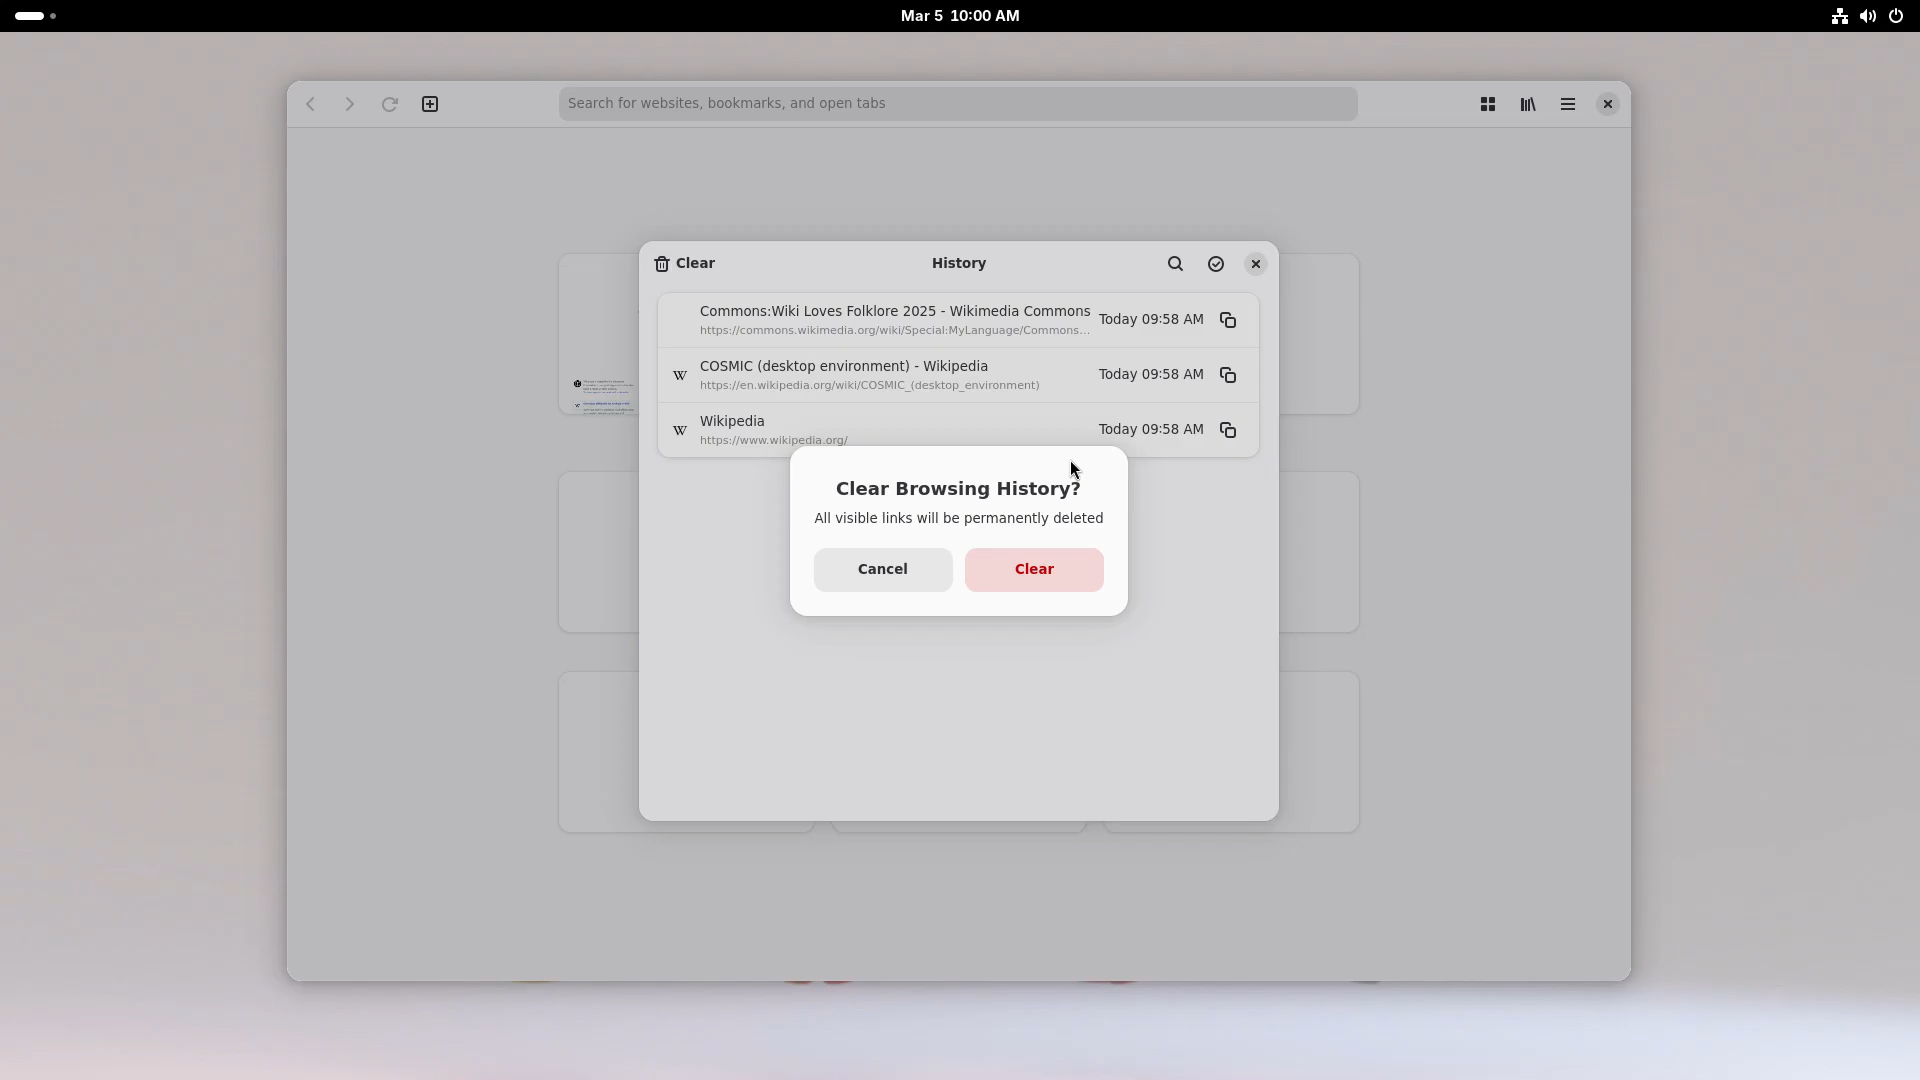 Mar 5 10:00 AM
Search for websites, bookmarks, and open tabs
Clear
History
Commons:Wiki Loves Folklore 2025 - Wikimedia Commons
https://commons.wikimedia.org/wiki/Special:MyLanguage/Commons...
Today 09:58 AM
COSMIC (desktop environment) - Wikipedia
https://en.wikipedia.org/wiki/COSMIC_(desktop_environment)
Today 09:58 AM
Wikipedia
https://www.wikipedia.org/
Today 09:58 AM
Clear Browsing History?
All visible links will be permanently deleted
Cancel
Clear